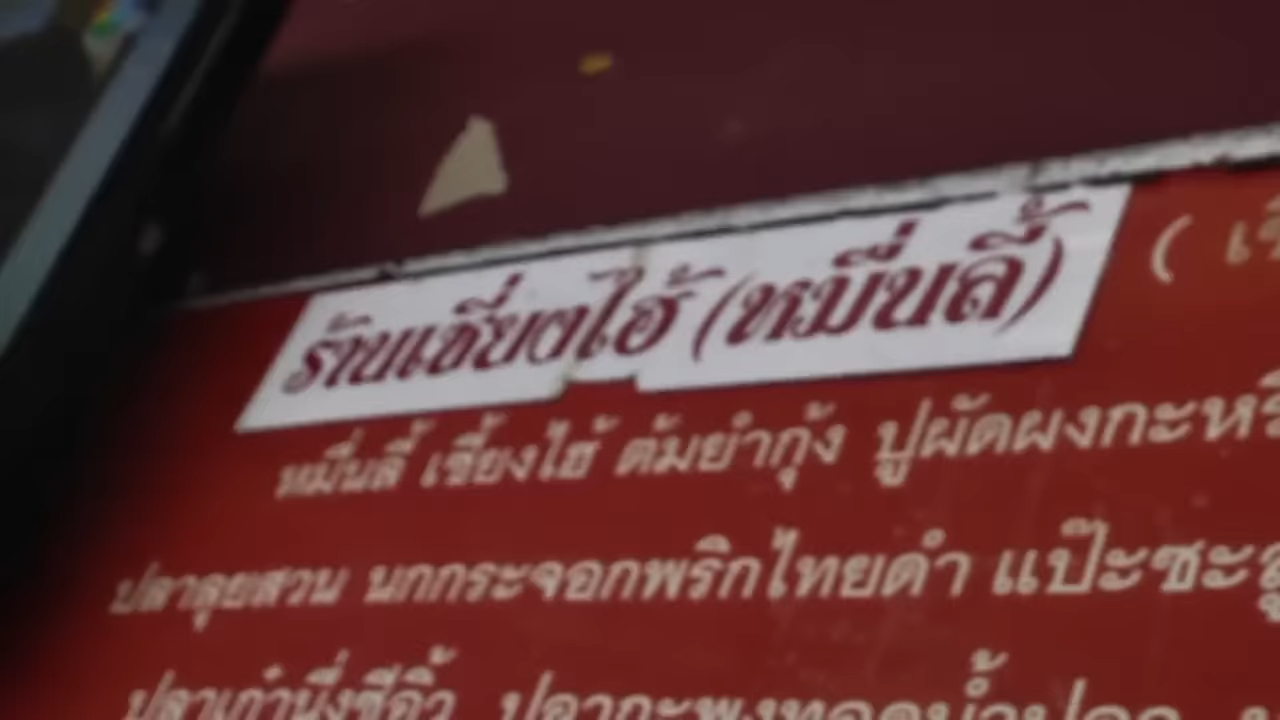 ร้านเซี่ยงไฮ้ (หมื่นลี้) (
หมื่นลี้ เซี้ยงไฮ้ ต้มยำกุ้ง ปูผัดผงกะหรี
ปลาลุยสวน นกกระจอกพริกไทยดำ แป๊ะซะ
ปลาเก๋านึ่งซีอิ้ว ปลากะพงทอดน้ำปลา